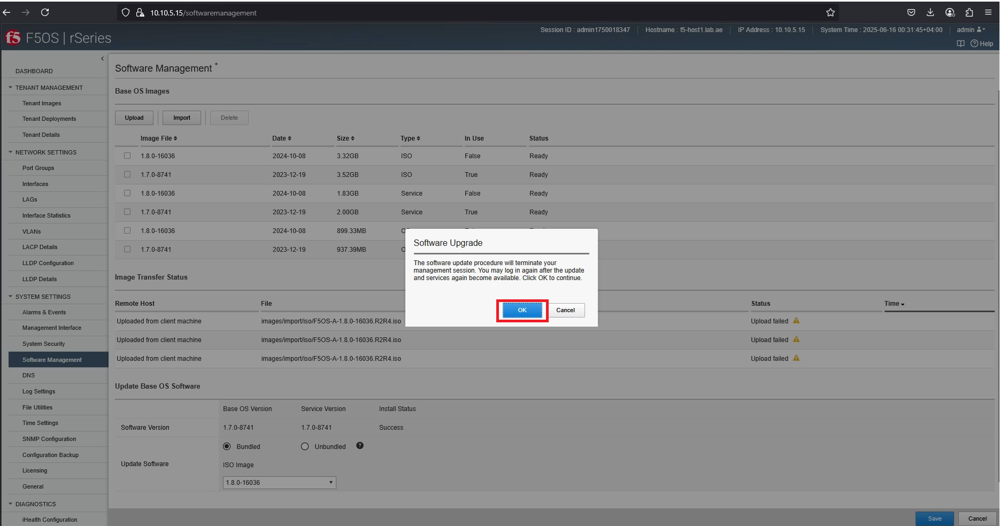 10.10.5.15/softwaremanagement
f5 F5OS | rSeries
Session ID : admin1750018347 Hostname : f5-host1.lab.ae IP Address : 10.10.5.15 System Time : 2025-06-16 00:31:45+04:00 admin
Help
DASHBOARD
TENANT MANAGEMENT
Tenant Images
Tenant Deployments
Tenant Details
NETWORK SETTINGS
Port Groups
Interfaces
LAGs
Interface Statistics
VLANs
LACP Details
LLDP Configuration
LLDP Details
SYSTEM SETTINGS
Alarms & Events
Management Interface
System Security
Software Management
DNS
Log Settings
File Utilities
Time Settings
SNMP Configuration
Configuration Backup
Licensing
General
DIAGNOSTICS
iHealth Configuration
Software Management *
Base OS Images
Upload Import Delete
Image File Date Size Type In Use Status
1.8.0-16036 2024-10-08 3.32GB ISO False Ready
1.7.0-8741 2023-12-19 3.52GB ISO True Ready
1.8.0-16036 2024-10-08 1.83GB Service False Ready
1.7.0-8741 2023-12-19 2.00GB Service True Ready
1.8.0-16036 2024-10-08 899.33MB
1.7.0-8741 2023-12-19 937.39MB
Software Upgrade
The software update procedure will terminate your
management session. You may log in again after the update
and services again become available. Click OK to continue.
OK Cancel
Image Transfer Status
Remote Host File Status Time
Uploaded from client machine images/import/iso/F5OS-A-1.8.0-16036.R2R4.iso Upload failed
Uploaded from client machine images/import/iso/F5OS-A-1.8.0-16036.R2R4.iso Upload failed
Uploaded from client machine images/import/iso/F5OS-A-1.8.0-16036.R2R4.iso Upload failed
Update Base OS Software
Base OS Version Service Version Install Status
Software Version 1.7.0-8741 1.7.0-8741 Success
Bundled Unbundled ?
Update Software
ISO Image
1.8.0-16036
Save Cancel